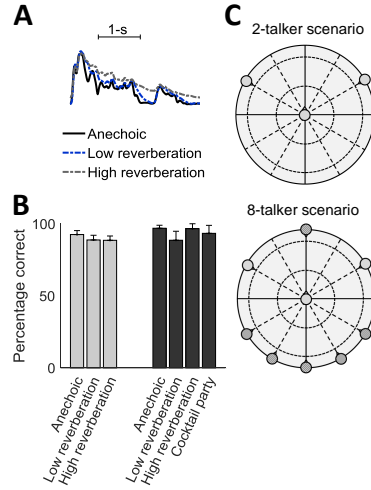 A
1-s
Anechoic
Low reverberation
High reverberation
B
Percentage correct
100
50
0
Anechoic
Low reverberation
High reverberation
Anechoic
Low reverberation
High reverberation
Cocktail party
C
2-talker scenario
8-talker scenario